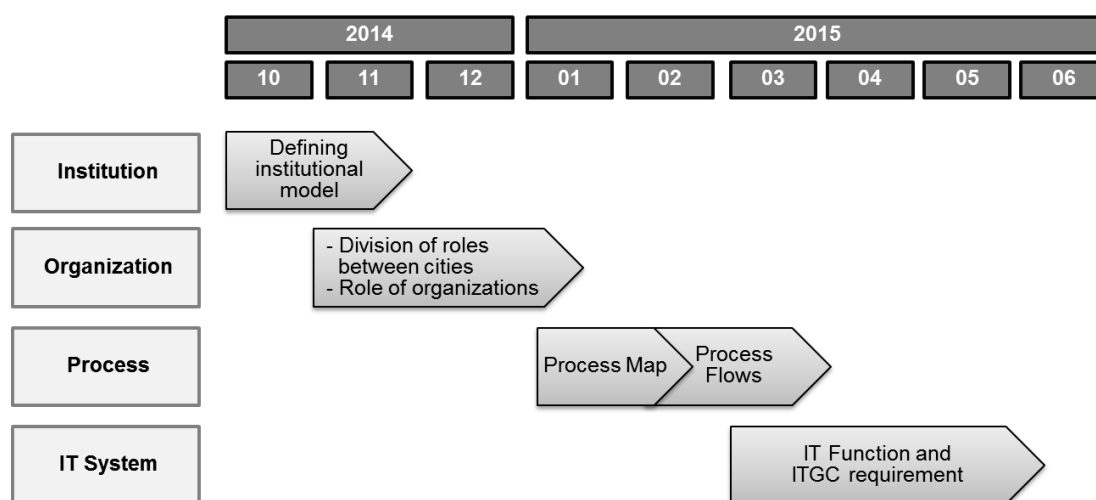 2014
2015
10
11
12
01
02
03
04
05
06
Institution
Defining
institutional
model
Organization
- Division of roles
between cities
- Role of organizations
Process
Process Map
Process
Flows
IT System
IT Function and
ITGC requirement